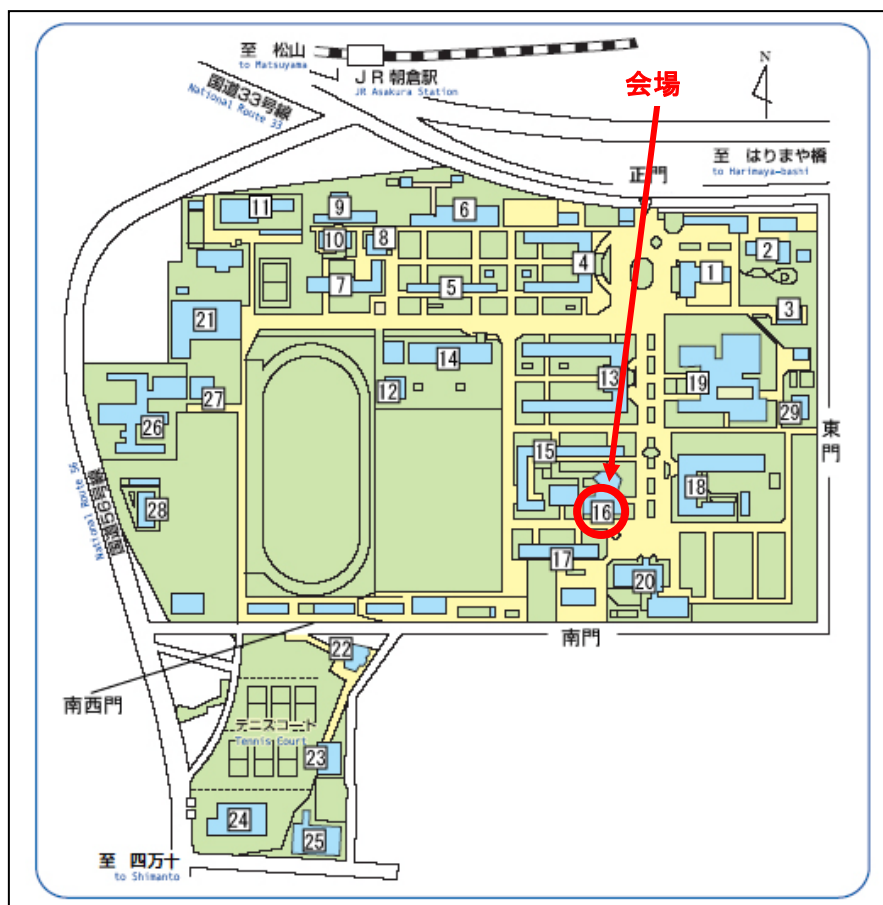 至 松山
to Matsuyama
JR朝倉駅
JR Asakura Station
国道33号線
National Route 33
会場
N
至 はりまや橋
to Harimaya-bashi
正門
11
9
6
10
8
4
2
1
7
5
3
21
14
13
19
12
27
29
26
東門
15
18
28
16
国道56号線
National Route 56
17
20
22
南門
南西門
テニスコート
Tennis Court
23
24
25
至 四万十
to Shimanto